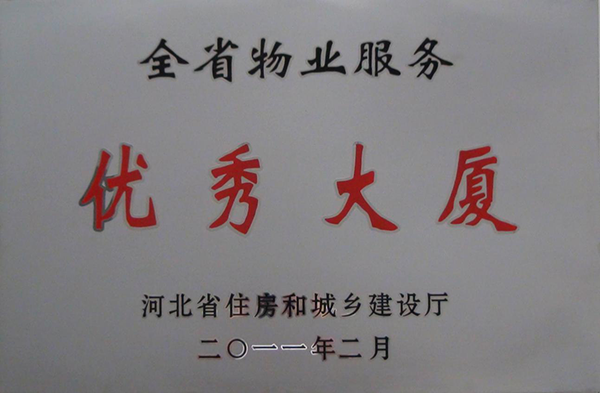 全省物业服务
优秀大厦
河北省住房和城乡建设厅
二〇一一年二月